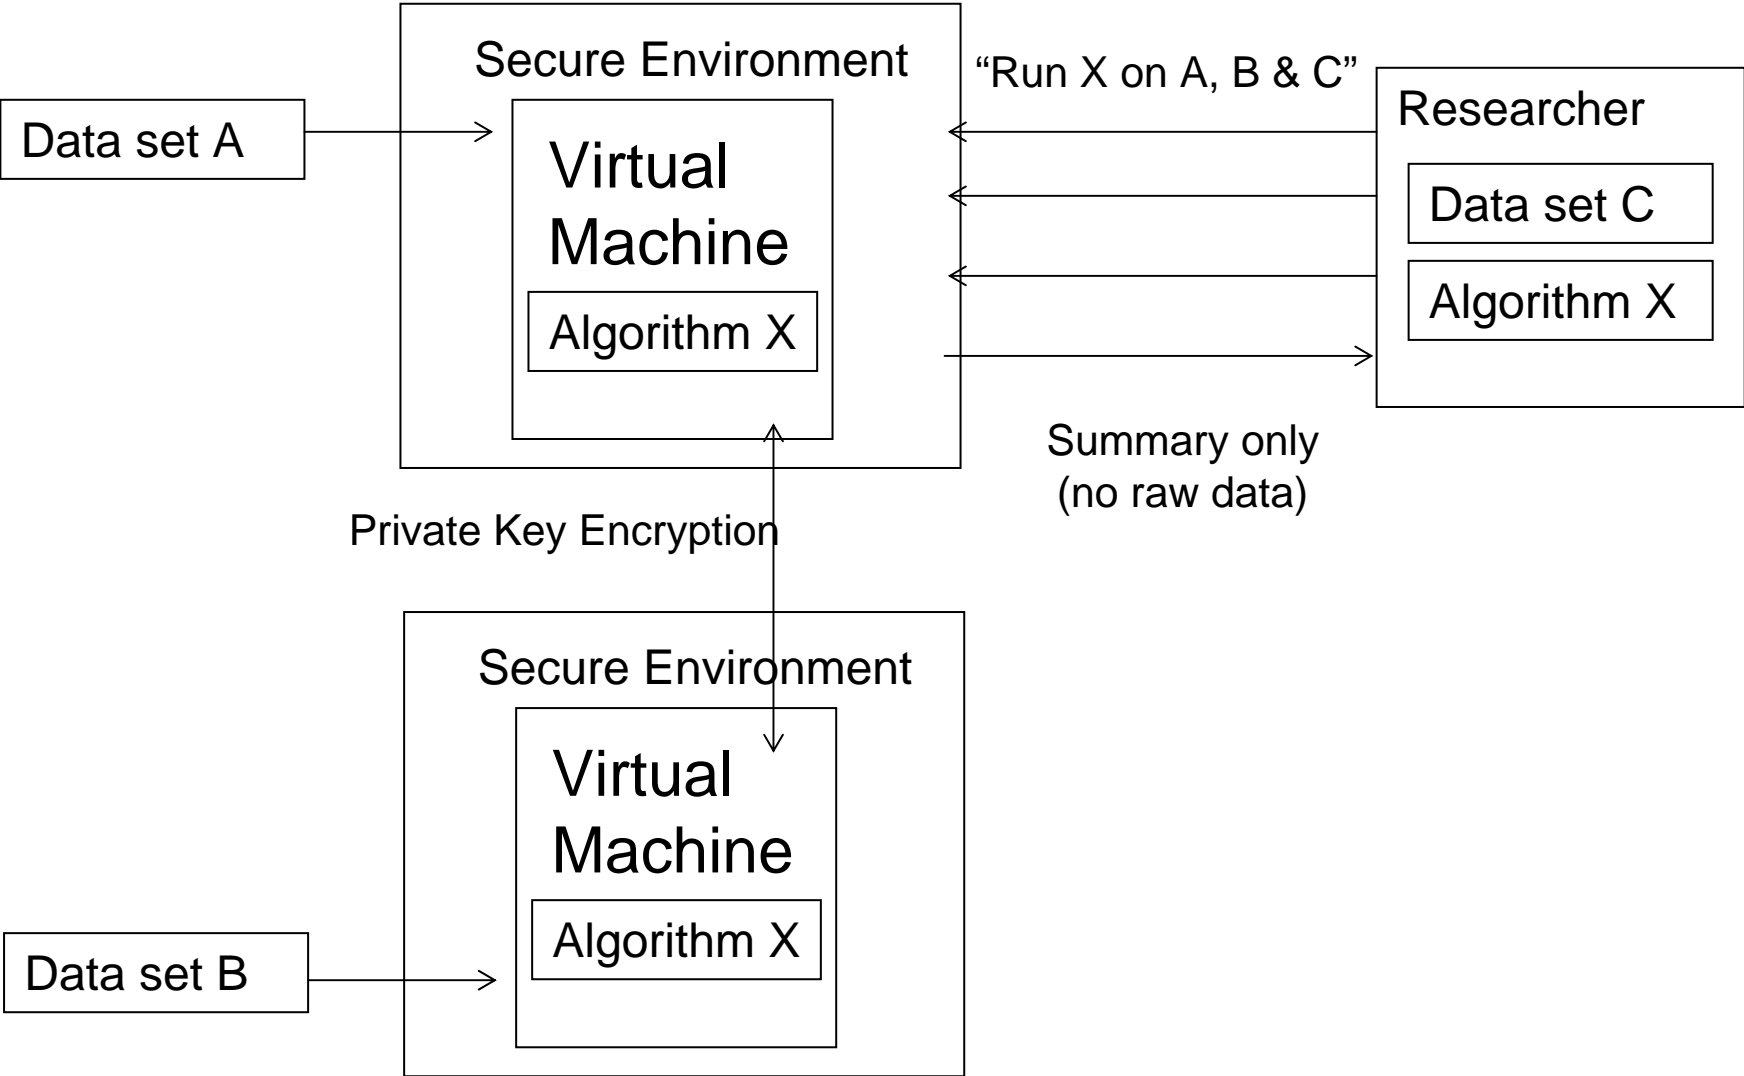 Secure Environment
“Run X on A, B & C”
Researcher
Data set A
Virtual
Machine
Data set C
Algorithm X
Algorithm X
Summary only
(no raw data)
Private Key Encryption
Secure Environment
Virtual
Machine
Algorithm X
Data set B